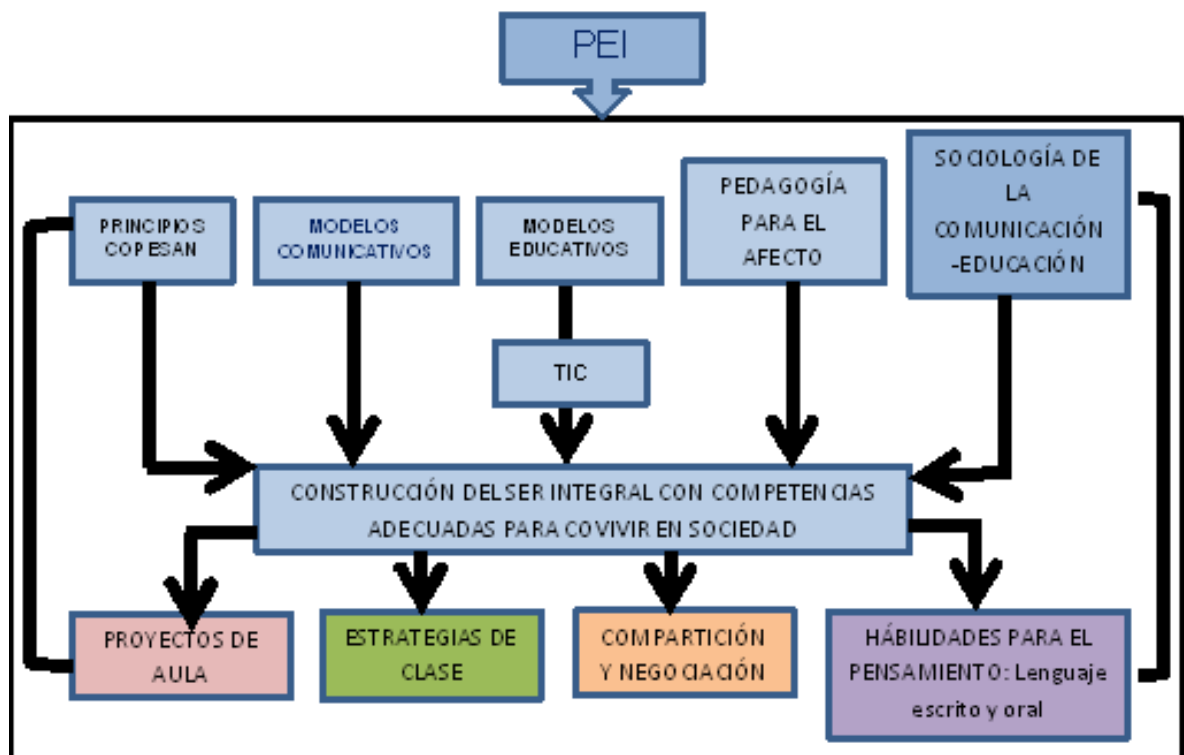 PEI
PRINCIPIOS
COPESAN
MODELOS
COMUNICATIVOS
MODELOS
EDUCATIVOS
PEDAGOGÍA
PARA EL
AFECTO
SOCIOLOGÍA DE
LA
COMUNICACIÓN
-EDUCACIÓN
TIC
CONSTRUCCIÓN DEL SER INTEGRAL CON COMPETENCIAS
ADECUADAS PARA COVIVIR EN SOCIEDAD
PROYECTOS DE
AULA
ESTRATEGIAS DE
CLASE
COMPARTICIÓN
Y NEGOCIACIÓN
HÁBILIDADES PARA EL
PENSAMIENTO: Lenguaje
escrito y oral